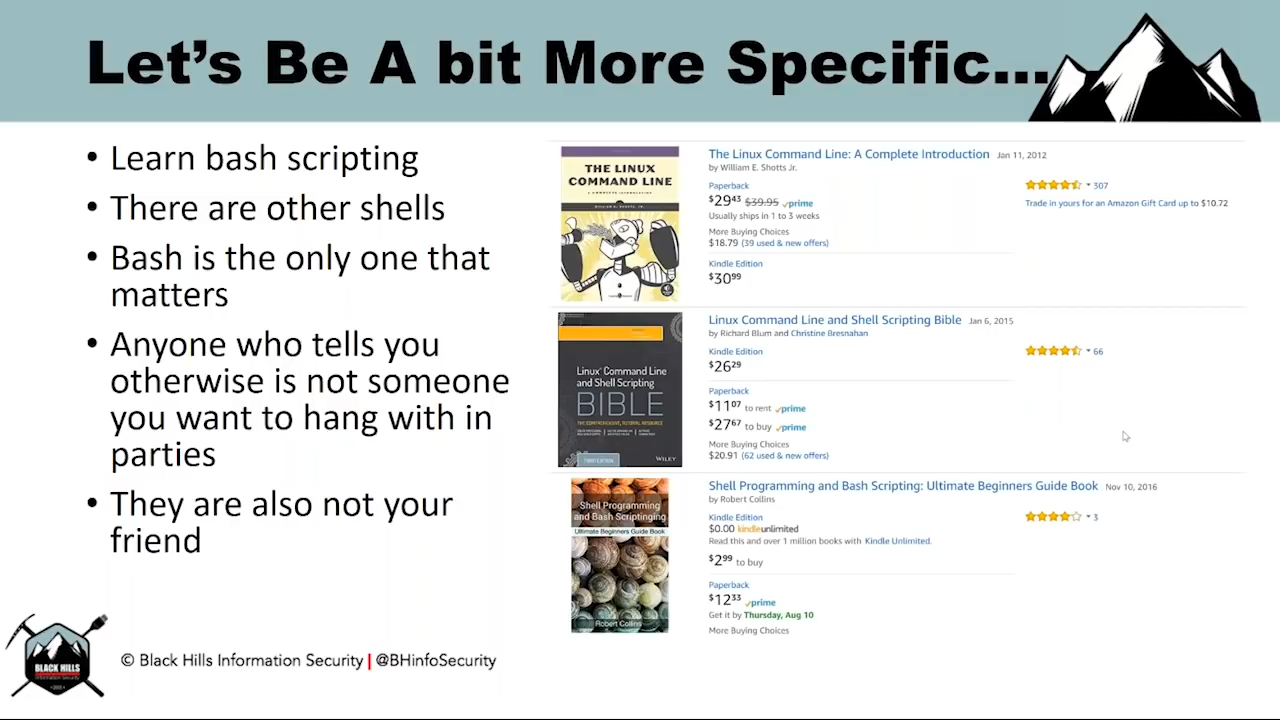 Let's Be A bit More Specific...
• Learn bash scripting
• There are other shells
• Bash is the only one that
matters
• Anyone who tells you
otherwise is not someone
you want to hang with in
parties
• They are also not your
friend
THE LINUX
COMMAND LINE
The Linux Command Line: A Complete Introduction Jan 11, 2012
by William E. Shotts Jr.
Paperback
$29.43 $39.95 prime
Usually ships in 1 to 3 weeks
More Buying Choices
$18.79 (39 used & new offers)
Kindle Edition
$30.99
307
Trade in yours for an Amazon Gift Card up to $10.72
Linux Command Line
and Shell Scripting
BIBLE
WILEY
Linux Command Line and Shell Scripting Bible Jan 6, 2015
by Richard Blum and Christine Bresnahan
Kindle Edition
$26.29
Paperback
$11.07 to rent prime
$27.67 to buy prime
More Buying Choices
$20.91 (62 used & new offers)
66
Shell Programming
and Bash Scriptinging
Ultimate Beginners Guide Book
Robert Collins
Shell Programming and Bash Scripting: Ultimate Beginners Guide Book Nov 10, 2016
by Robert Collins
Kindle Edition
$0.00 kindleunlimited
Read this and over 1 million books with Kindle Unlimited.
$2.99 to buy
Paperback
$12.33 prime
Get it by Thursday, Aug 10
More Buying Choices
3
BLACK HILLS
Information Security
© Black Hills Information Security | @BHinfoSecurity